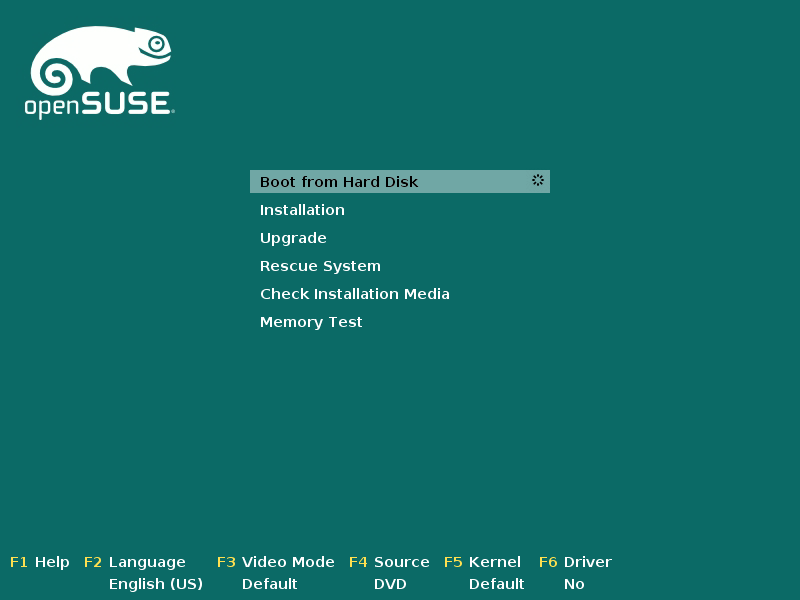 openSUSE
Boot from Hard Disk
Installation
Upgrade
Rescue System
Check Installation Media
Memory Test
F1 Help F2 Language F3 Video Mode F4 Source F5 Kernel F6 Driver
English (US) Default DVD Default No